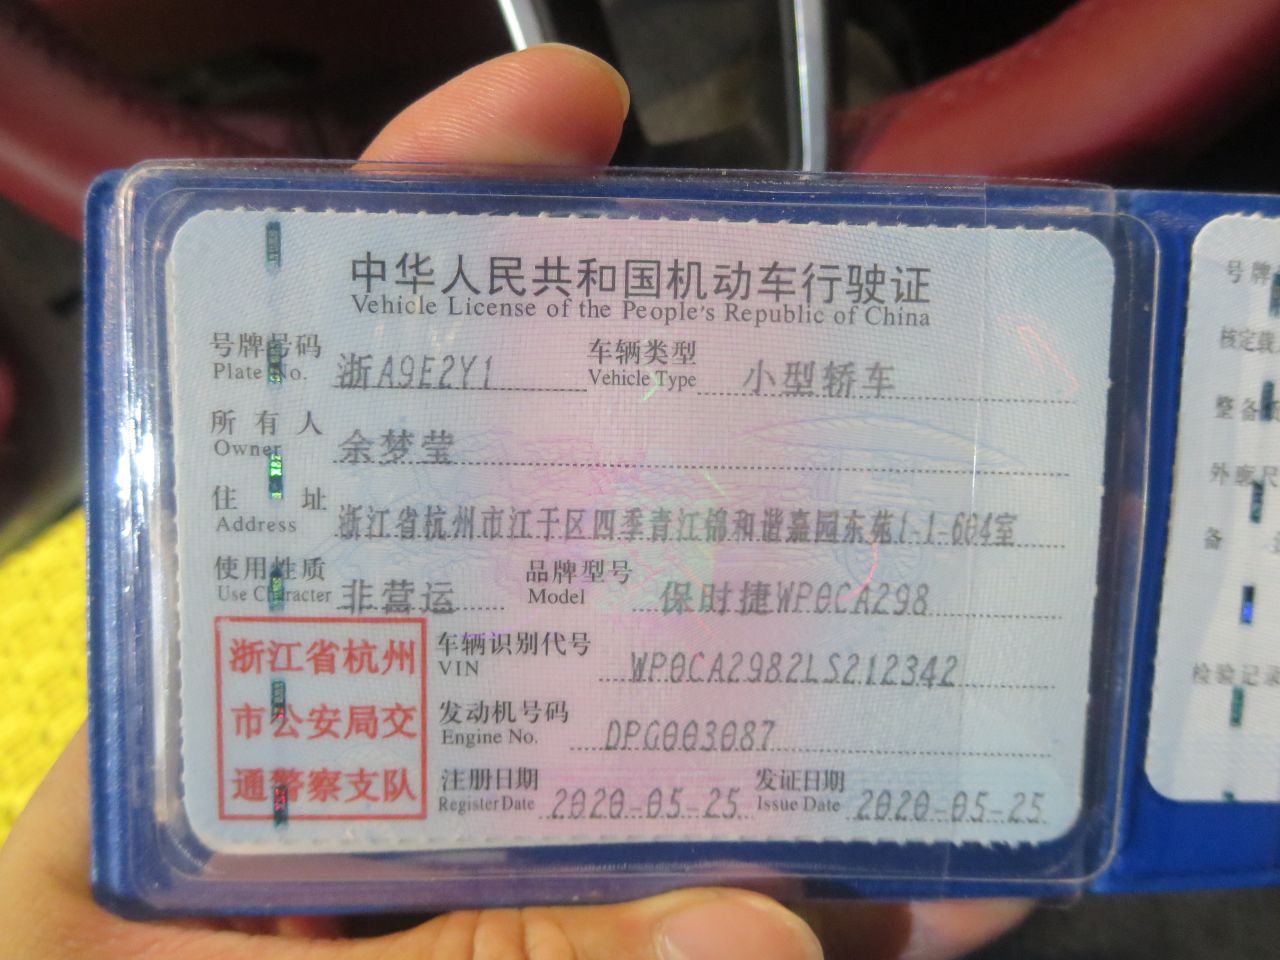 中华人民共和国机动车行驶证
Vehicle License of the People's Republic of China
号牌号码 浙A9E2Y1 车辆类型 小型轿车
Plate No. Vehicle Type
所有人 余梦莹
Owner
住址 浙江省杭州市江干区四季青江锦和谐嘉园东苑1-1-604室
Address
使用性质 非营运 品牌型号 保时捷WP0CA298
Use Character Model
浙江省杭州
市公安局交
通警察支队
车辆识别代号 WP0CA2982LS212342
VIN
发动机号码 DPG003087
Engine No.
注册日期 2020-05-25 发证日期 2020-05-25
Register Date Issue Date
号牌
核定载
整备
外廓尺
备
检验记录